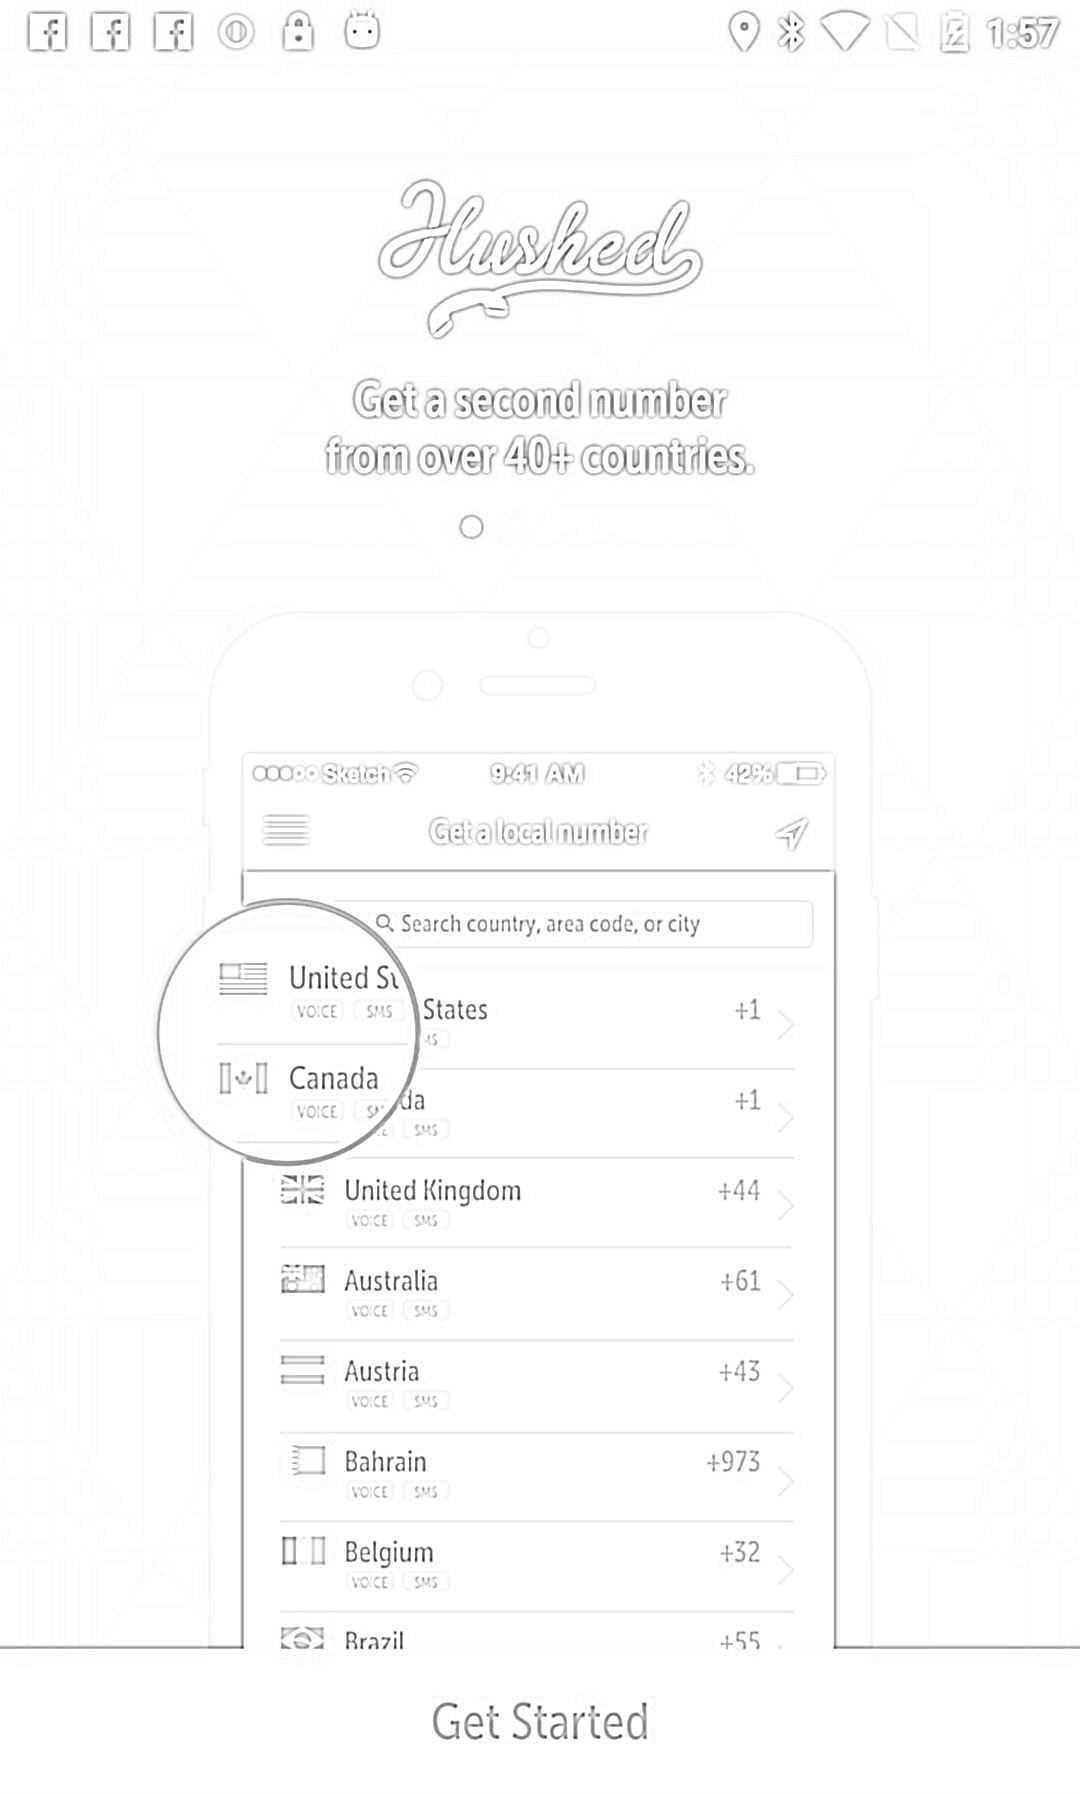 1:57
Hushed
Get a second number
from over 40+ countries.
Sketch 9:41 AM 42%
Get a local number
Search country, area code, or city
United St
VOICE SMS
States +1
MS
Canada
VOICE SM
da +1
SMS
United Kingdom +44
VOICE SMS
Australia +61
VOICE SMS
Austria +43
VOICE SMS
Bahrain +973
VOICE SMS
Belgium +32
VOICE SMS
Brazil +55
Get Started